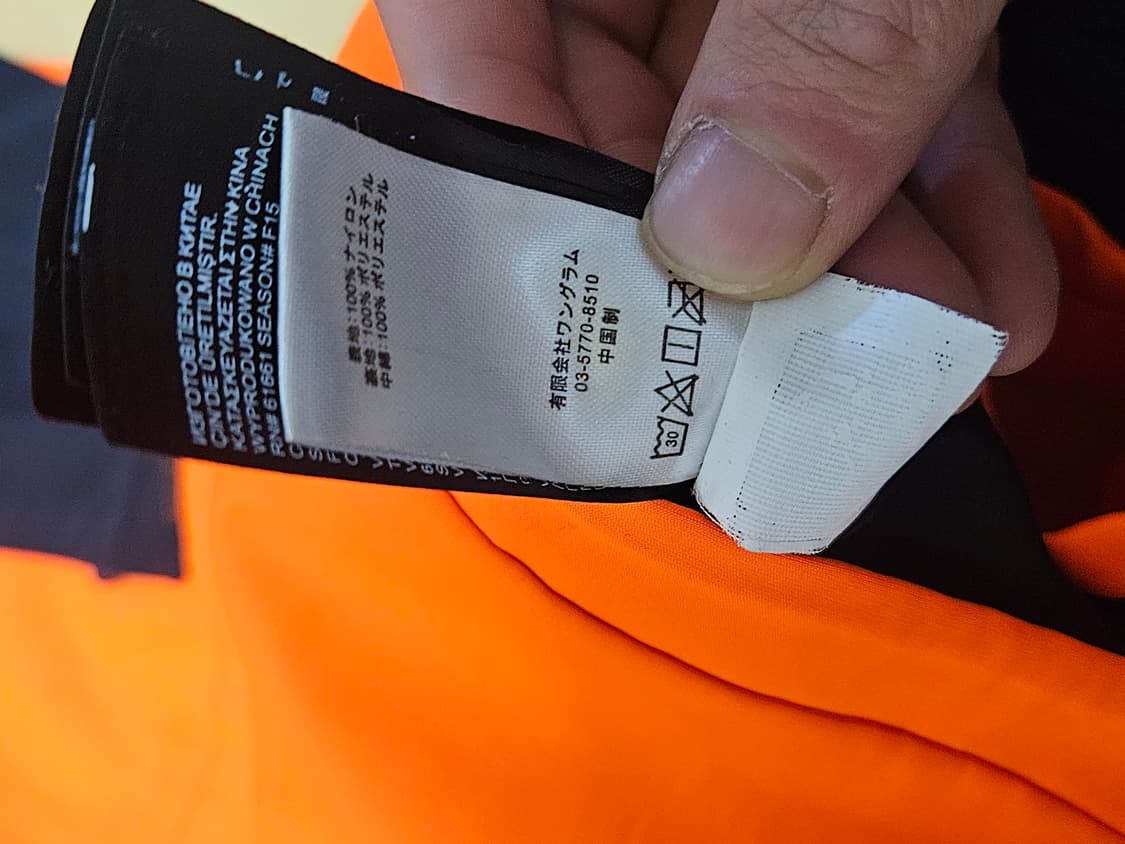 ИЗГОТОВЛЕНО В КИТАЕ
ÇIN'DE ÜRETILMIŞTIR.
ΚΑΤΑΣΚΕΥΑΖΕΤΑΙ ΣΤΗΝ ΚΙΝΑ
WYPRODUKOWANO W CHINACH
RN# 61661 SEASON# F15
表地:100% ナイロン
裏地:100% ポリエステル
中綿:100% ポリエステル
有限会社ワングラム
03-5770-8510
中国制
30